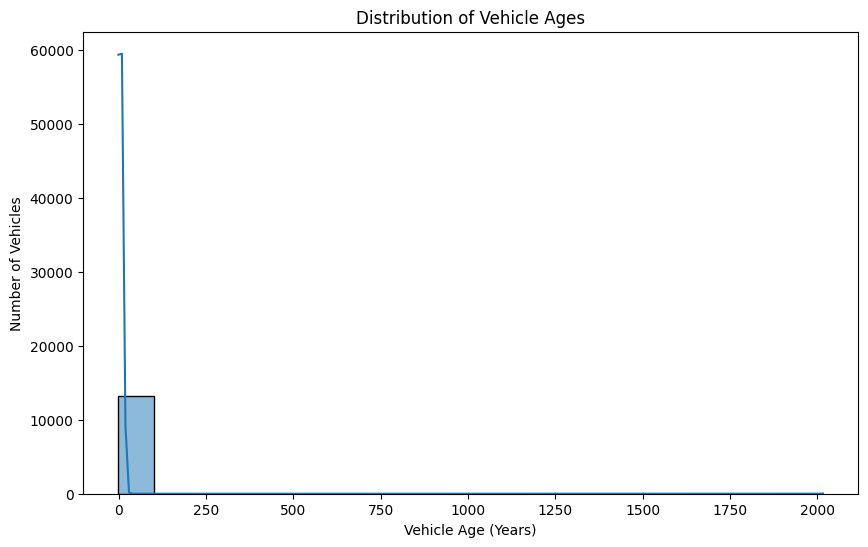 Distribution of Vehicle Ages
60000
50000
40000
30000
20000
10000
0
Number of Vehicles
0 250 500 750 1000 1250 1500 1750 2000
Vehicle Age (Years)